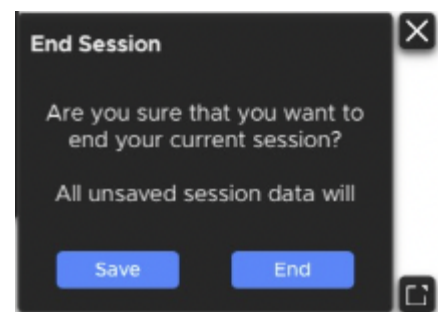 End Session
Are you sure that you want to
end your current session?
All unsaved session data will
Save
End